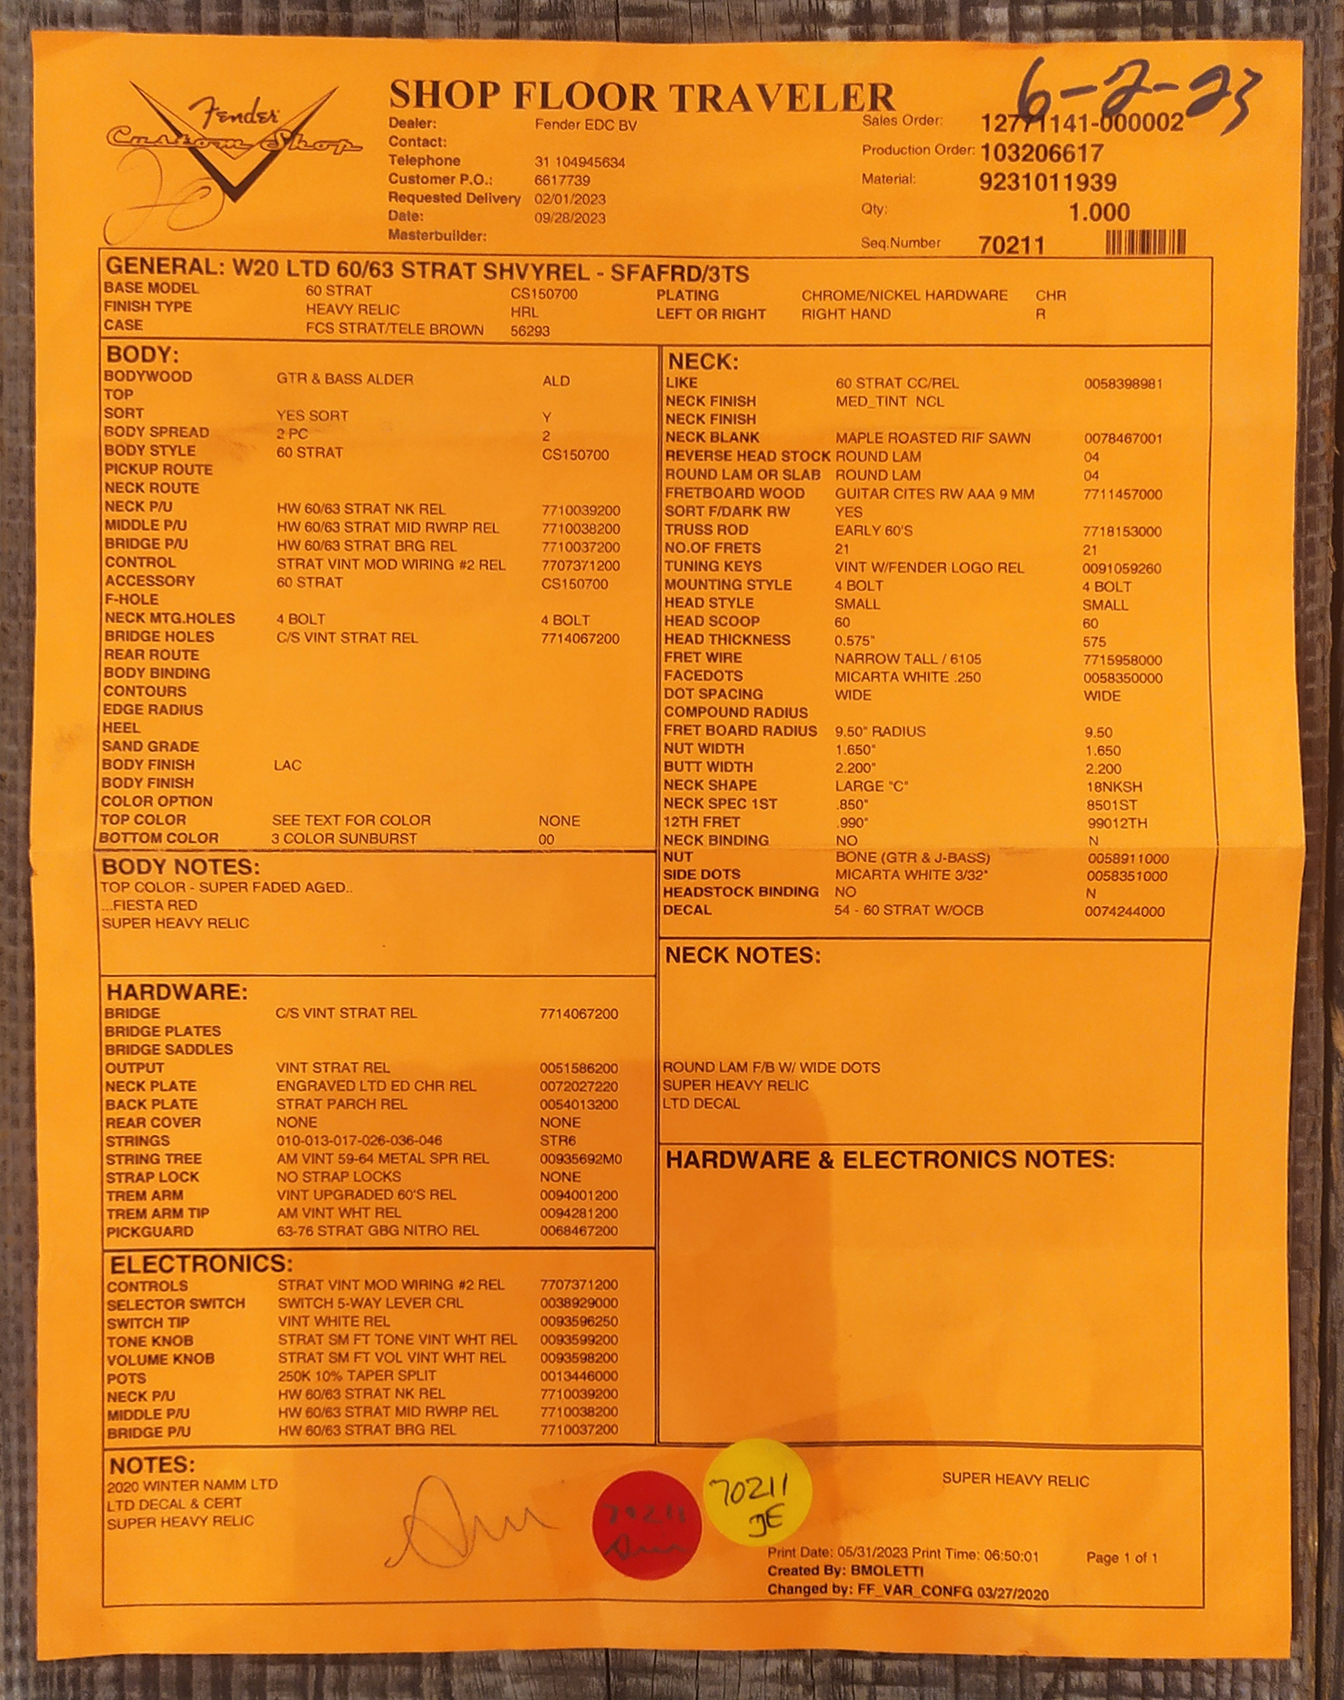 Fender
Custom Shop
SHOP FLOOR TRAVELER
6-2-23
Dealer: Fender EDC BV
Contact:
Telephone 31 104945634
Customer P.O.: 6617739
Requested Delivery 02/01/2023
Date: 09/28/2023
Masterbuilder:
Sales Order: 12771141-000002
Production Order: 103206617
Material: 9231011939
Qty: 1.000
Seq.Number 70211
GENERAL: W20 LTD 60/63 STRAT SHVYREL - SFAFRD/3TS
BASE MODEL 60 STRAT CS150700
FINISH TYPE HEAVY RELIC HRL
CASE FCS STRAT/TELE BROWN 56293
PLATING CHROME/NICKEL HARDWARE CHR
LEFT OR RIGHT RIGHT HAND R
BODY:
BODYWOOD GTR & BASS ALDER ALD
TOP
SORT YES SORT Y
BODY SPREAD 2 PC 2
BODY STYLE 60 STRAT CS150700
PICKUP ROUTE
NECK ROUTE
NECK P/U HW 60/63 STRAT NK REL 7710039200
MIDDLE P/U HW 60/63 STRAT MID RWRP REL 7710038200
BRIDGE P/U HW 60/63 STRAT BRG REL 7710037200
CONTROL STRAT VINT MOD WIRING #2 REL 7707371200
ACCESSORY 60 STRAT CS150700
F-HOLE
NECK MTG.HOLES 4 BOLT 4 BOLT
BRIDGE HOLES C/S VINT STRAT REL 7714067200
REAR ROUTE
BODY BINDING
CONTOURS
EDGE RADIUS
HEEL
SAND GRADE
BODY FINISH LAC
BODY FINISH
COLOR OPTION
TOP COLOR SEE TEXT FOR COLOR NONE
BOTTOM COLOR 3 COLOR SUNBURST 00
BODY NOTES:
TOP COLOR - SUPER FADED AGED..
...FIESTA RED
SUPER HEAVY RELIC
HARDWARE:
BRIDGE C/S VINT STRAT REL 7714067200
BRIDGE PLATES
BRIDGE SADDLES
OUTPUT VINT STRAT REL 0051586200
NECK PLATE ENGRAVED LTD ED CHR REL 0072027220
BACK PLATE STRAT PARCH REL 0054013200
REAR COVER NONE NONE
STRINGS 010-013-017-026-036-046 STR6
STRING TREE AM VINT 59-64 METAL SPR REL 00935692M0
STRAP LOCK NO STRAP LOCKS NONE
TREM ARM VINT UPGRADED 60'S REL 0094001200
TREM ARM TIP AM VINT WHT REL 0094281200
PICKGUARD 63-76 STRAT GBG NITRO REL 0068467200
ELECTRONICS:
CONTROLS STRAT VINT MOD WIRING #2 REL 7707371200
SELECTOR SWITCH SWITCH 5-WAY LEVER CRL 0038929000
SWITCH TIP VINT WHITE REL 0093596250
TONE KNOB STRAT SM FT TONE VINT WHT REL 0093599200
VOLUME KNOB STRAT SM FT VOL VINT WHT REL 0093598200
POTS 250K 10% TAPER SPLIT 0013446000
NECK P/U HW 60/63 STRAT NK REL 7710039200
MIDDLE P/U HW 60/63 STRAT MID RWRP REL 7710038200
BRIDGE P/U HW 60/63 STRAT BRG REL 7710037200
NECK:
LIKE 60 STRAT CC/REL 0058398981
NECK FINISH MED_TINT NCL
NECK FINISH
NECK BLANK MAPLE ROASTED RIF SAWN 0078467001
REVERSE HEAD STOCK ROUND LAM 04
ROUND LAM OR SLAB ROUND LAM 04
FRETBOARD WOOD GUITAR CITES RW AAA 9 MM 7711457000
SORT F/DARK RW YES
TRUSS ROD EARLY 60'S 7718153000
NO.OF FRETS 21 21
TUNING KEYS VINT W/FENDER LOGO REL 0091059260
MOUNTING STYLE 4 BOLT 4 BOLT
HEAD STYLE SMALL SMALL
HEAD SCOOP 60 60
HEAD THICKNESS 0.575" 575
FRET WIRE NARROW TALL / 6105 7715958000
FACEDOTS MICARTA WHITE .250 0058350000
DOT SPACING WIDE WIDE
COMPOUND RADIUS
FRET BOARD RADIUS 9.50" RADIUS 9.50
NUT WIDTH 1.650" 1.650
BUTT WIDTH 2.200" 2.200
NECK SHAPE LARGE "C" 18NKSH
NECK SPEC 1ST .850" 8501ST
12TH FRET .990" 99012TH
NECK BINDING NO N
NUT BONE (GTR & J-BASS) 0058911000
SIDE DOTS MICARTA WHITE 3/32" 0058351000
HEADSTOCK BINDING NO N
DECAL 54 - 60 STRAT W/OCB 0074244000
NECK NOTES:
ROUND LAM F/B W/ WIDE DOTS
SUPER HEAVY RELIC
LTD DECAL
HARDWARE & ELECTRONICS NOTES:
NOTES:
2020 WINTER NAMM LTD
LTD DECAL & CERT
SUPER HEAVY RELIC
70211
70211
JE
SUPER HEAVY RELIC
Print Date: 05/31/2023 Print Time: 06:50:01 Page 1 of 1
Created By: BMOLETTI
Changed by: FF_VAR_CONFG 03/27/2020